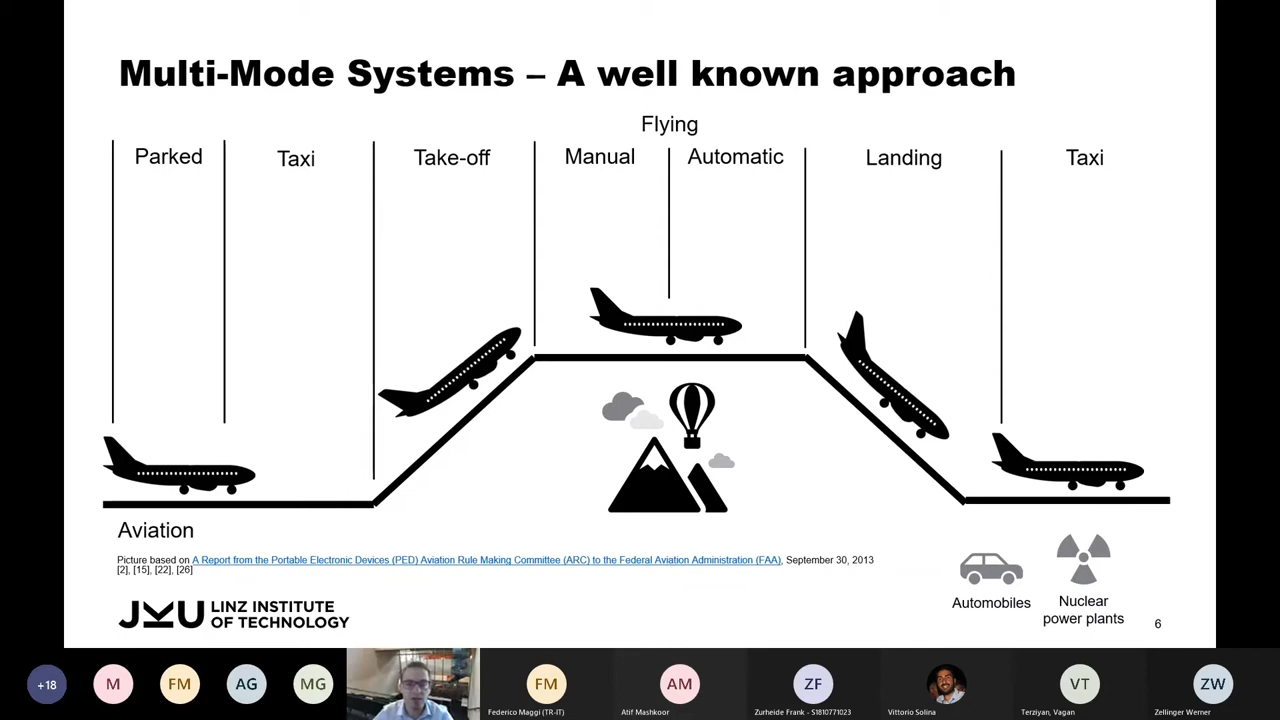 Multi-Mode Systems – A well known approach
Flying
Parked
Taxi
Take-off
Manual
Automatic
Landing
Taxi
Aviation
Picture based on A Report from the Portable Electronic Devices (PED) Aviation Rule Making Committee (ARC) to the Federal Aviation Administration (FAA), September 30, 2013
[2], [15], [22], [26]
Automobiles
Nuclear
power plants
JKU LINZ INSTITUTE
OF TECHNOLOGY
6
+18
M
FM
AG
MG
FM
AM
ZF
VT
ZW
Federico Maggi (TR-IT)
Atif Mashkoor
Zurheide Frank - S1810771023
Vittorio Solina
Terziyan, Vagan
Zellinger Werner